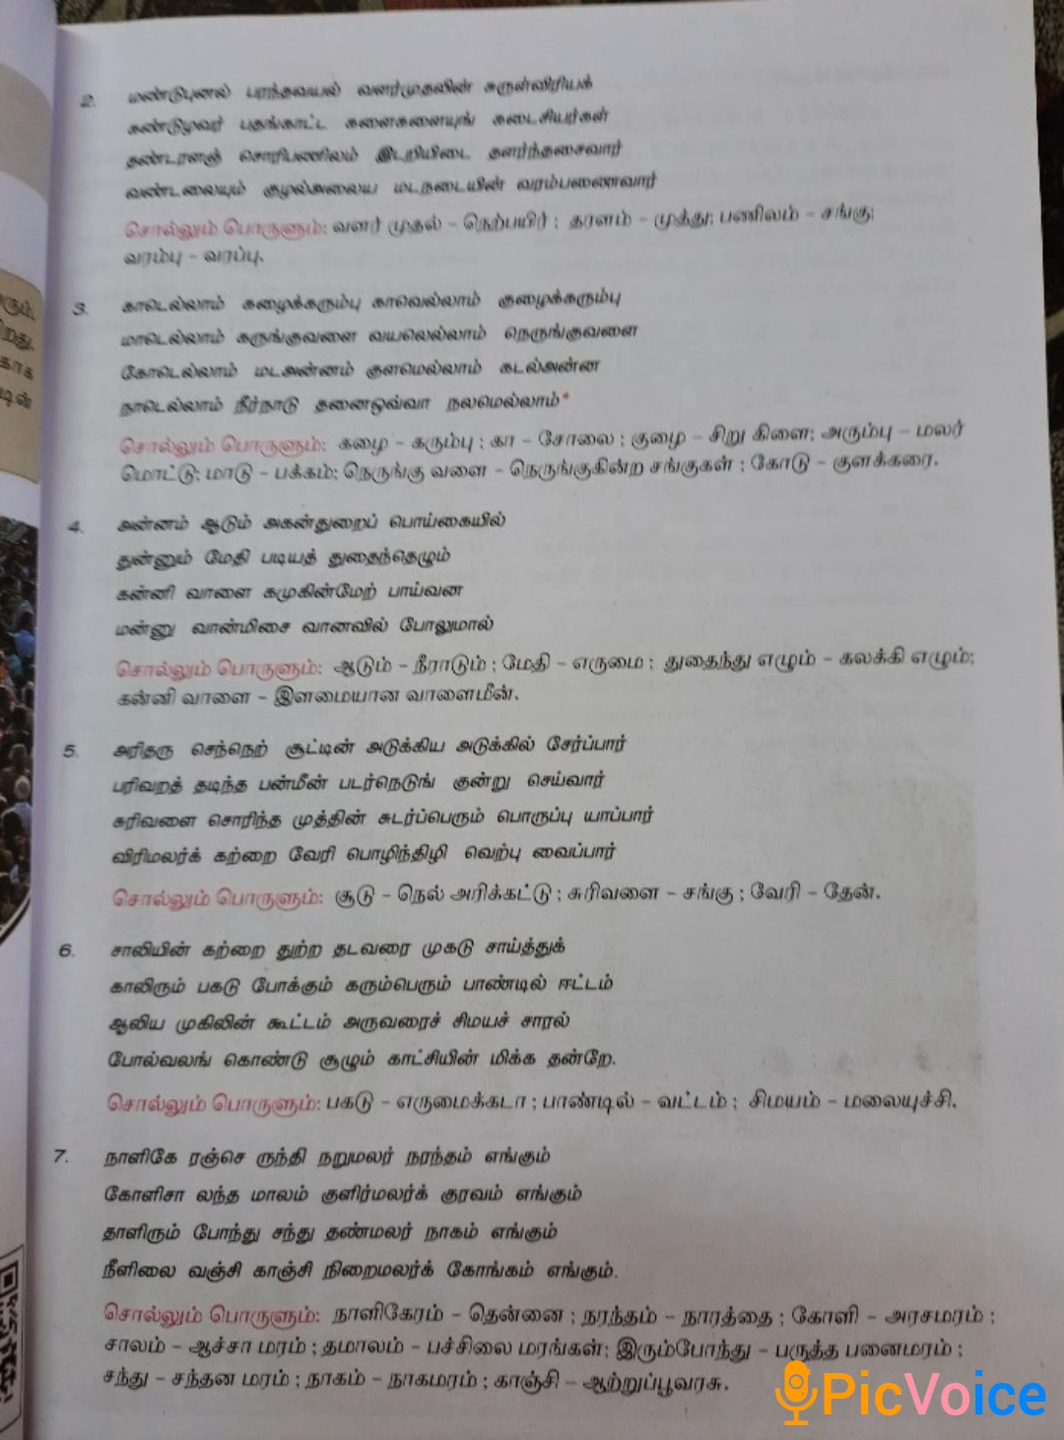 2. மண்டுபுனல் பரந்தவயல் வளர்முதலின் சுருள்விரியக்
கண்டுழவர் பதங்காட்ட களைகளையுங் கடைசியர்கள்
தண்டரளஞ் சொரிபணிலம் இடறியிடை தளர்ந்தசைவார்
வண்டலையும் குழல்அலைய மடநடையின் வரம்பணைவார்
சொல்லும் பொருளும்: வளர் முதல் – நெற்பயிர் ; தரளம் – முத்து; பணிலம் – சங்கு;
வரம்பு – வரப்பு.
3. காடெல்லாம் கழைக்கரும்பு காவெல்லாம் குழைக்கரும்பு
மாடெல்லாம் கருங்குவளை வயலெல்லாம் நெருங்குவளை
கோடெல்லாம் மடஅன்னம் குளமெல்லாம் கடல்அன்ன
நாடெல்லாம் நீர்நாடு தனைஒவ்வா நலமெல்லாம்*
சொல்லும் பொருளும்: கழை – கரும்பு ; கா – சோலை ; குழை – சிறு கிளை; அரும்பு – மலர்
மொட்டு; மாடு – பக்கம்; நெருங்கு வளை – நெருங்குகின்ற சங்குகள் ; கோடு – குளக்கரை.
4. அன்னம் ஆடும் அகன்துறைப் பொய்கையில்
துன்னும் மேதி படியத் துதைந்தெழும்
கன்னி வாளை கமுகின்மேற் பாய்வன
மன்னு வான்மிசை வானவில் போலுமால்
சொல்லும் பொருளும்: ஆடும் – நீராடும் ; மேதி – எருமை ; துதைந்து எழும் – கலக்கி எழும்;
கன்னி வாளை – இளமையான வாளைமீன்.
5. அரிதரு செந்நெற் சூட்டின் அடுக்கிய அடுக்கில் சேர்ப்பார்
பரிவறத் தடிந்த பன்மீன் படர்நெடுங் குன்று செய்வார்
சுரிவளை சொரிந்த முத்தின் சுடர்ப்பெரும் பொருப்பு யாப்பார்
விரிமலர்க் கற்றை வேரி பொழிந்திழி வெற்பு வைப்பார்
சொல்லும் பொருளும்: சூடு – நெல் அரிக்கட்டு ; சுரிவளை – சங்கு ; வேரி – தேன்.
6. சாலியின் கற்றை துற்ற தடவரை முகடு சாய்த்துக்
காலிரும் பகடு போக்கும் கரும்பெரும் பாண்டில் ஈட்டம்
ஆலிய முகிலின் கூட்டம் அருவரைச் சிமயச் சாரல்
போல்வலங் கொண்டு சூழும் காட்சியின் மிக்க தன்றே.
சொல்லும் பொருளும்: பகடு – எருமைக்கடா ; பாண்டில் – வட்டம் ; சிமயம் – மலையுச்சி.
7. நாளிகே ரஞ்செ ருந்தி நறுமலர் நரந்தம் எங்கும்
கோளிசா லந்த மாலம் குளிர்மலர்க் குரவம் எங்கும்
தாளிரும் போந்து சந்து தண்மலர் நாகம் எங்கும்
நீளிலை வஞ்சி காஞ்சி நிறைமலர்க் கோங்கம் எங்கும்.
சொல்லும் பொருளும்: நாளிகேரம் – தென்னை ; நரந்தம் – நாரத்தை ; கோளி – அரசமரம் ;
சாலம் – ஆச்சா மரம் ; தமாலம் – பச்சிலை மரங்கள்; இரும்போந்து – பருத்த பனைமரம் ;
சந்து – சந்தன மரம் ; நாகம் – நாகமரம் ; காஞ்சி – ஆற்றுப்பூவரசு.
PicVoice